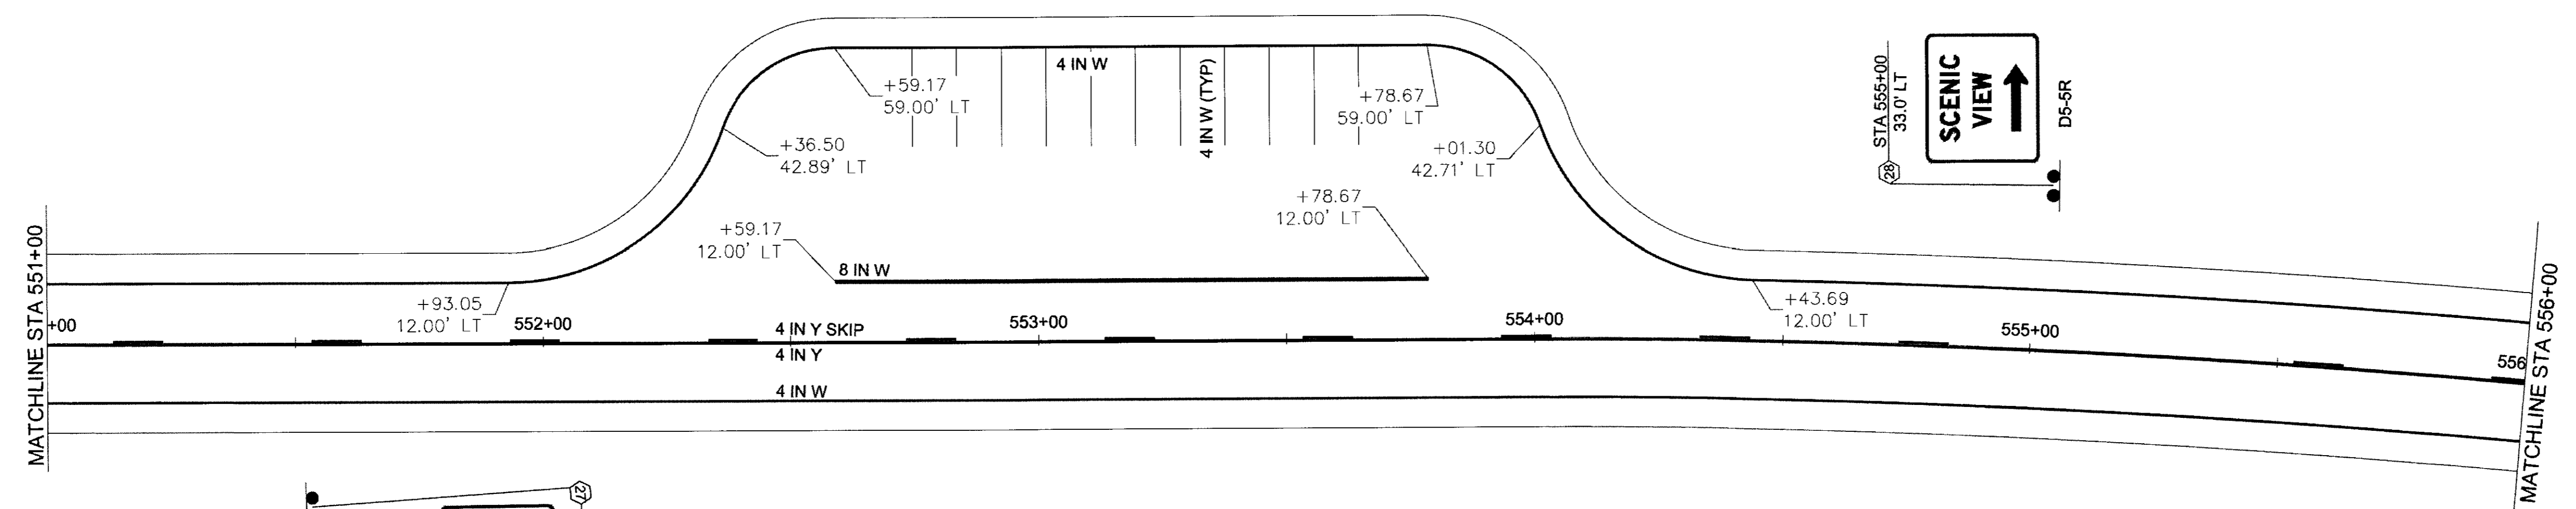 4 IN W
4 IN W (TYP)
+59.17
59.00' LT
+78.67
59.00' LT
+36.50
42.89' LT
+01.30
42.71' LT
STA 555+00
33.0' LT
28
SCENIC
VIEW
D5-5R
+78.67
12.00' LT
+59.17
12.00' LT
8 IN W
MATCHLINE STA 551+00
+93.05
12.00' LT
+43.69
12.00' LT
+00
552+00
4 IN Y SKIP
553+00
554+00
555+00
556
4 IN Y
4 IN W
MATCHLINE STA 556+00
27